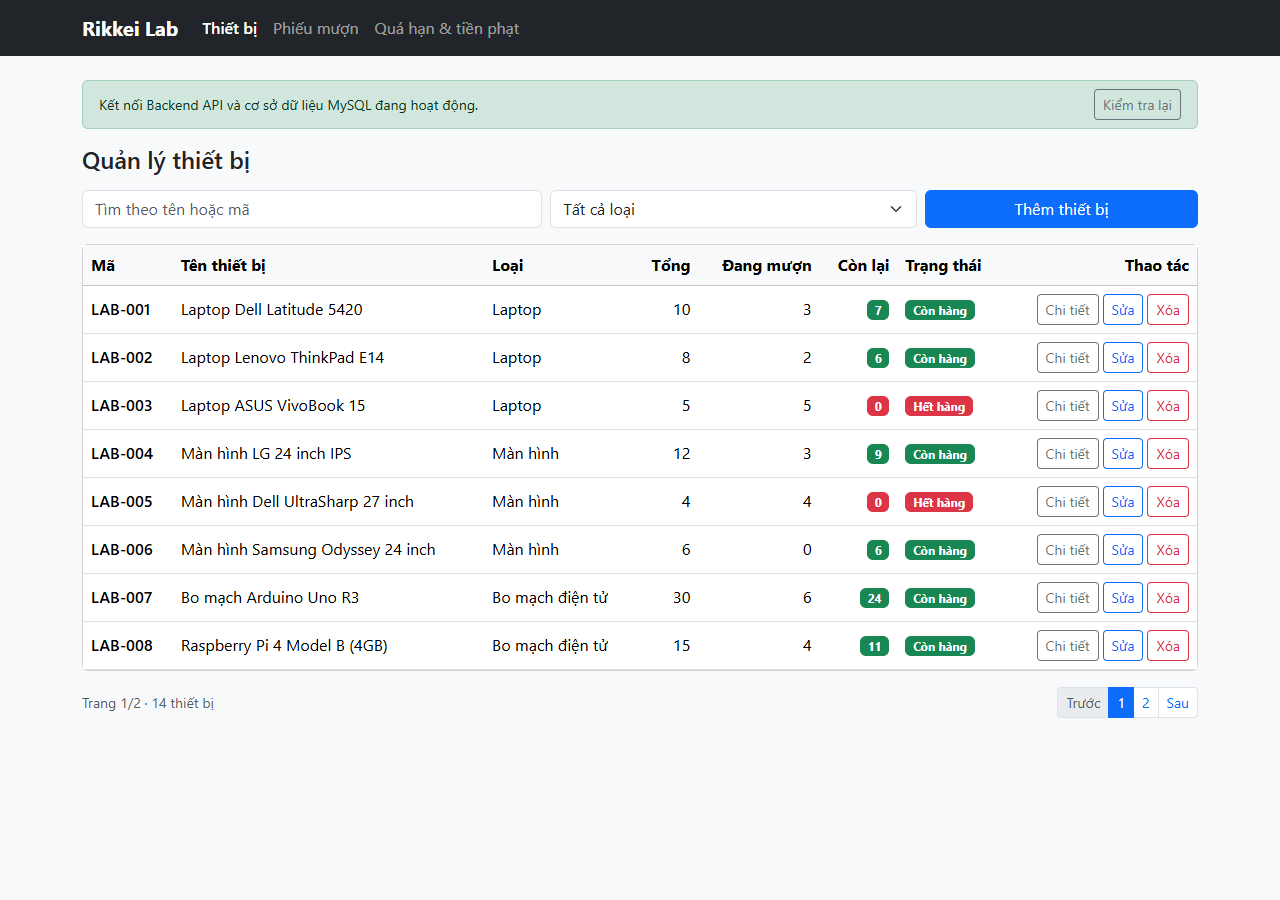 Rikkei Lab Thiết bị Phiếu mượn Quá hạn & tiền phạt
Kết nối Backend API và cơ sở dữ liệu MySQL đang hoạt động. Kiểm tra lại
Quản lý thiết bị
Tìm theo tên hoặc mã Tất cả loại Thêm thiết bị
Mã Tên thiết bị Loại Tổng Đang mượn Còn lại Trạng thái Thao tác
LAB-001 Laptop Dell Latitude 5420 Laptop 10 3 7 Còn hàng Chi tiết Sửa Xóa
LAB-002 Laptop Lenovo ThinkPad E14 Laptop 8 2 6 Còn hàng Chi tiết Sửa Xóa
LAB-003 Laptop ASUS VivoBook 15 Laptop 5 5 0 Hết hàng Chi tiết Sửa Xóa
LAB-004 Màn hình LG 24 inch IPS Màn hình 12 3 9 Còn hàng Chi tiết Sửa Xóa
LAB-005 Màn hình Dell UltraSharp 27 inch Màn hình 4 4 0 Hết hàng Chi tiết Sửa Xóa
LAB-006 Màn hình Samsung Odyssey 24 inch Màn hình 6 0 6 Còn hàng Chi tiết Sửa Xóa
LAB-007 Bo mạch Arduino Uno R3 Bo mạch điện tử 30 6 24 Còn hàng Chi tiết Sửa Xóa
LAB-008 Raspberry Pi 4 Model B (4GB) Bo mạch điện tử 15 4 11 Còn hàng Chi tiết Sửa Xóa
Trang 1/2 · 14 thiết bị Trước 1 2 Sau